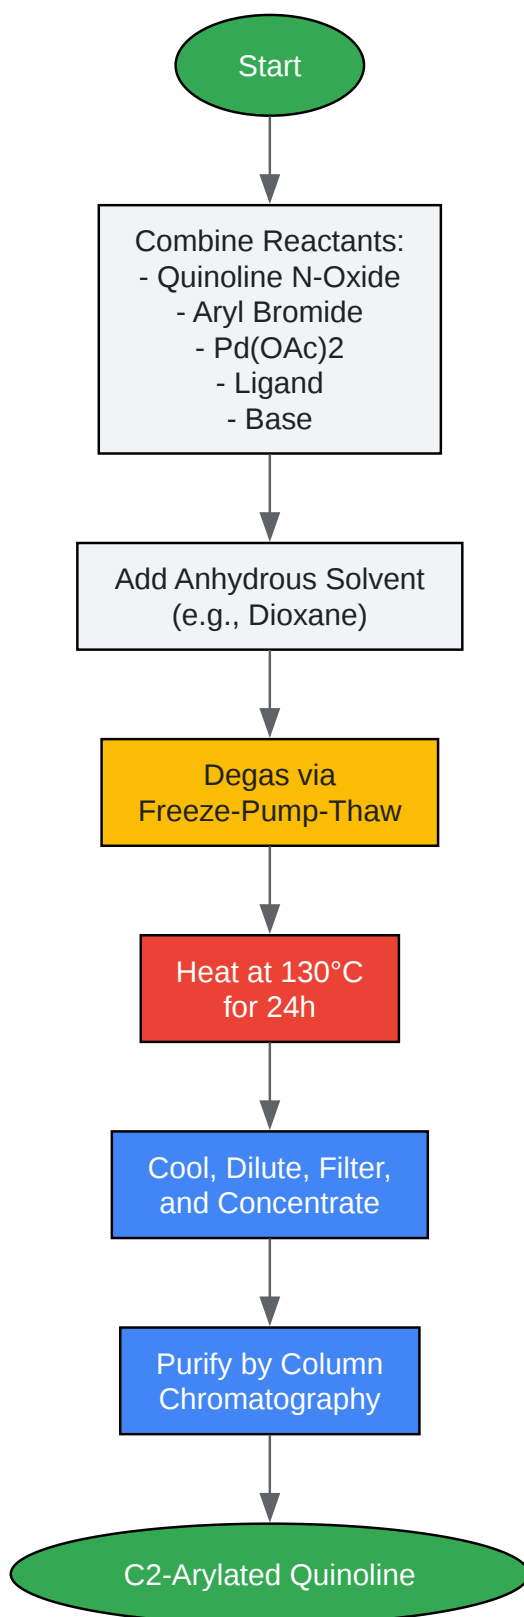 Start
Combine Reactants:
- Quinoline N-Oxide
- Aryl Bromide
- Pd(OAc)2
- Ligand
- Base
Add Anhydrous Solvent
(e.g., Dioxane)
Degas via
Freeze-Pump-Thaw
Heat at 130°C
for 24h
Cool, Dilute, Filter,
and Concentrate
Purify by Column
Chromatography
C2-Arylated Quinoline